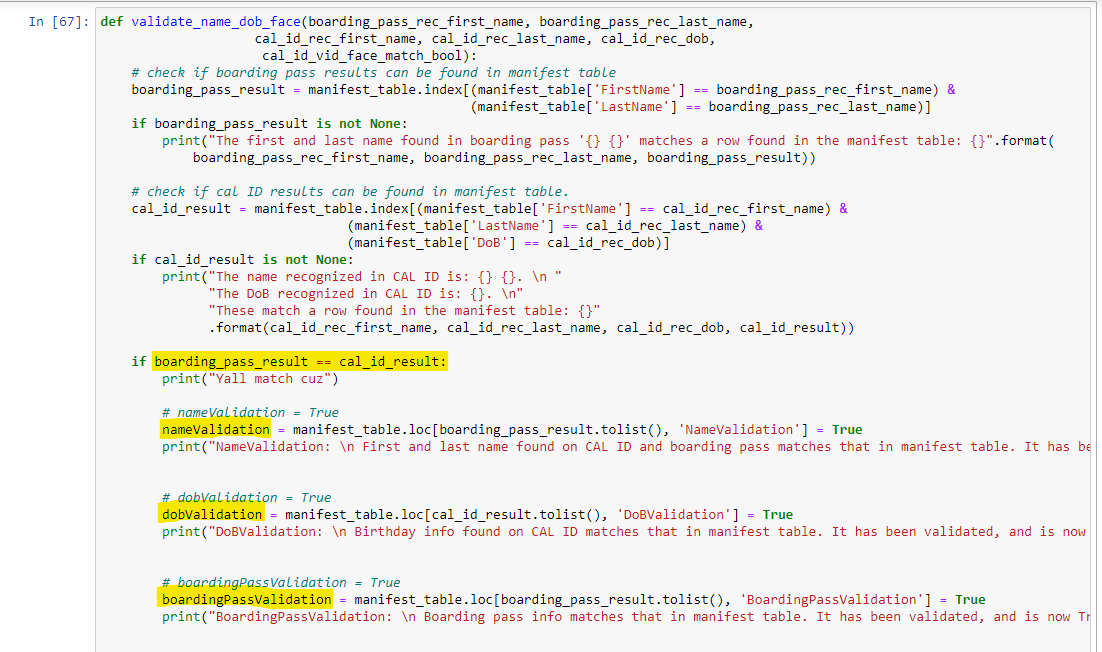 In [67]: def validate_name_dob_face(boarding_pass_rec_first_name, boarding_pass_rec_last_name,
cal_id_rec_first_name, cal_id_rec_last_name, cal_id_rec_dob,
cal_id_vid_face_match_bool):
# check if boarding pass results can be found in manifest table
boarding_pass_result = manifest_table.index[(manifest_table['FirstName'] == boarding_pass_rec_first_name) &
(manifest_table['LastName'] == boarding_pass_rec_last_name)]
if boarding_pass_result is not None:
print("The first and last name found in boarding pass '{} {}' matches a row found in the manifest table: {}".format(
boarding_pass_rec_first_name, boarding_pass_rec_last_name, boarding_pass_result))
# check if cal ID results can be found in manifest table.
cal_id_result = manifest_table.index[(manifest_table['FirstName'] == cal_id_rec_first_name) &
(manifest_table['LastName'] == cal_id_rec_last_name) &
(manifest_table['DoB'] == cal_id_rec_dob)]
if cal_id_result is not None:
print("The name recognized in CAL ID is: {} {}. \n "
"The DoB recognized in CAL ID is: {}. \n"
"These match a row found in the manifest table: {}"
.format(cal_id_rec_first_name, cal_id_rec_last_name, cal_id_rec_dob, cal_id_result))
if boarding_pass_result == cal_id_result:
print("Yall match cuz")
# nameValidation = True
nameValidation = manifest_table.loc[boarding_pass_result.tolist(), 'NameValidation'] = True
print("NameValidation: \n First and last name found on CAL ID and boarding pass matches that in manifest table. It has be
# dobValidation = True
dobValidation = manifest_table.loc[cal_id_result.tolist(), 'DoBValidation'] = True
print("DoBValidation: \n Birthday info found on CAL ID matches that in manifest table. It has been validated, and is now
# boardingPassValidation = True
boardingPassValidation = manifest_table.loc[boarding_pass_result.tolist(), 'BoardingPassValidation'] = True
print("BoardingPassValidation: \n Boarding pass info matches that in manifest table. It has been validated, and is now Tr